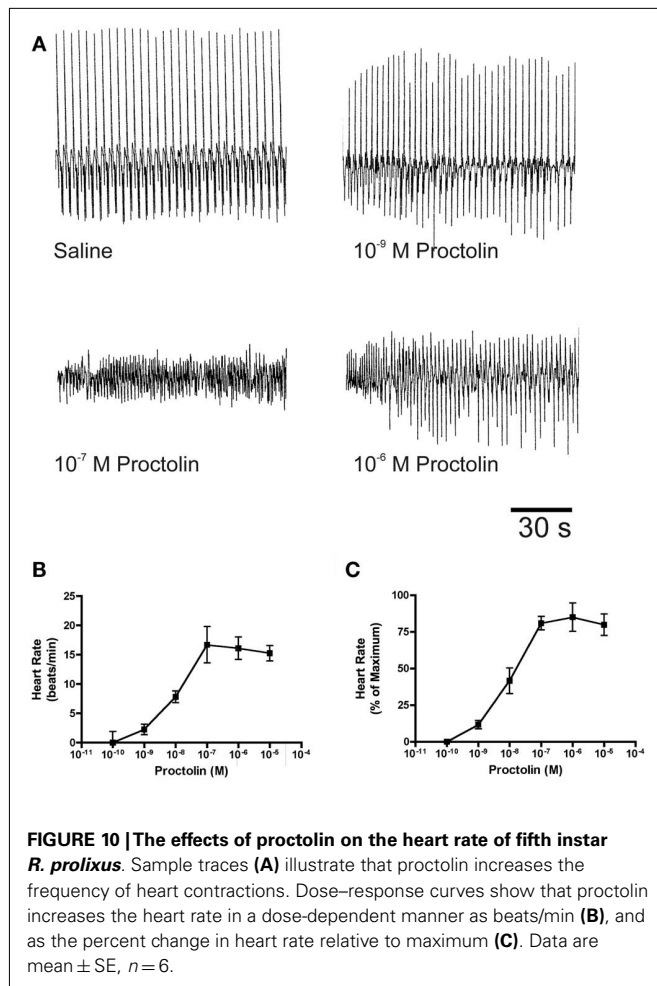 A
Saline
10⁻⁹ M Proctolin
10⁻⁷ M Proctolin
10⁻⁶ M Proctolin
30 s
B
25
20
15
10
5
0
Heart Rate
(beats/min)
10⁻¹¹ 10⁻¹⁰ 10⁻⁹ 10⁻⁸ 10⁻⁷ 10⁻⁶ 10⁻⁵ 10⁻⁴
Proctolin (M)
C
100
75
50
25
0
Heart Rate
(% of Maximum)
10⁻¹¹ 10⁻¹⁰ 10⁻⁹ 10⁻⁸ 10⁻⁷ 10⁻⁶ 10⁻⁵ 10⁻⁴
Proctolin (M)
FIGURE 10 | The effects of proctolin on the heart rate of fifth instar
R. prolixus. Sample traces (A) illustrate that proctolin increases the
frequency of heart contractions. Dose–response curves show that proctolin
increases the heart rate in a dose-dependent manner as beats/min (B), and
as the percent change in heart rate relative to maximum (C). Data are
mean ± SE, n = 6.